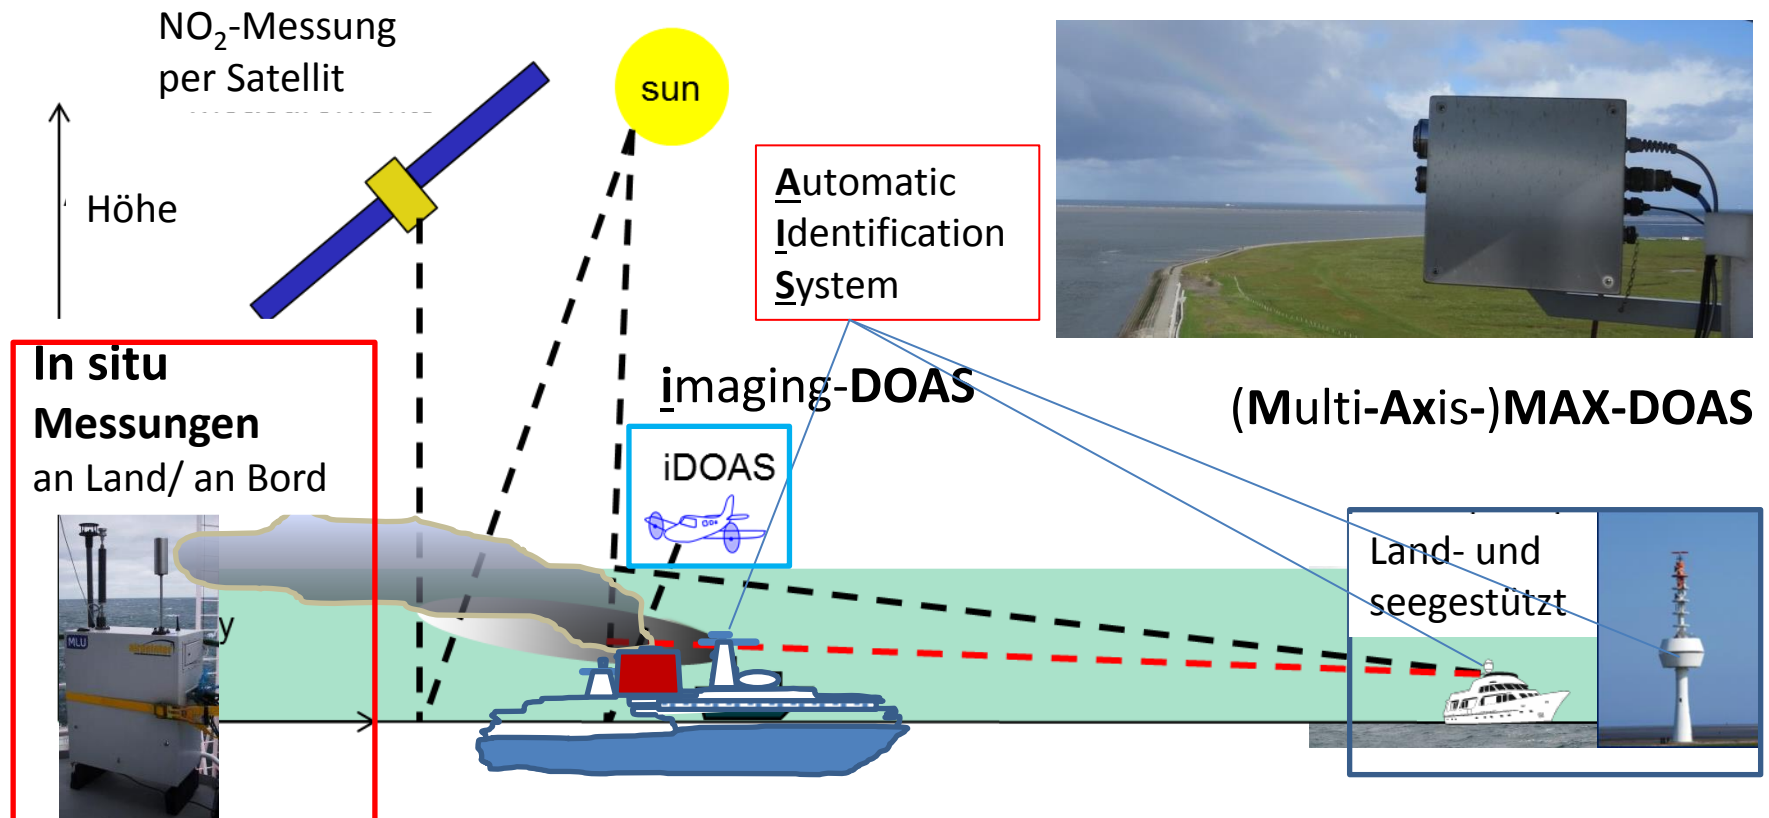 NO₂-Messung
per Satellit
sun
Höhe
Automatic
Identification
System
In situ
Messungen
an Land/ an Bord
imaging-DOAS
(Multi-Axis-)MAX-DOAS
iDOAS
Land- und
seegestützt
MLU
y